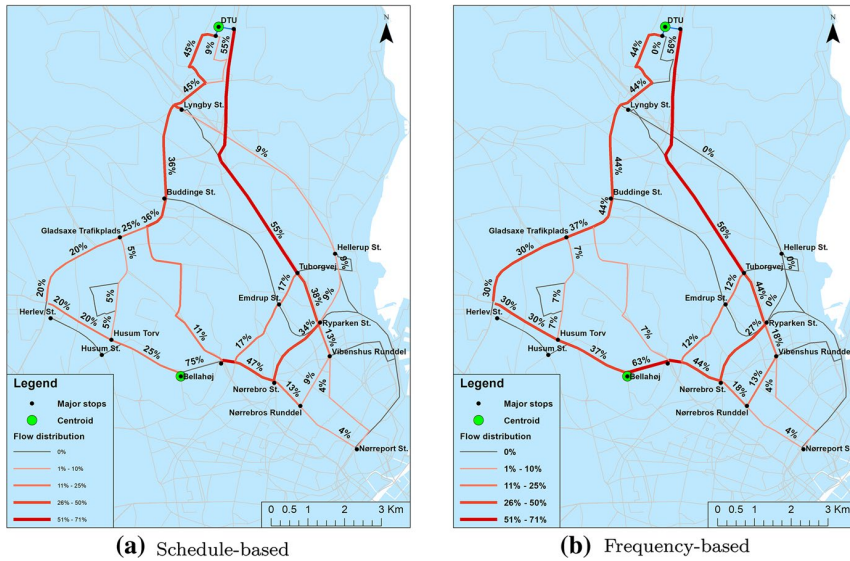 DTU
N
45%
9%
55%
45%
Lyngby St.
9%
36%
Buddinge St.
Gladsaxe Trafikplads
25%
36%
55%
20%
5%
Hellerup St.
9%
Tuborgvej
20%
17%
38%
9%
5%
Emdrup St.
20%
Herlev St.
20%
5%
Husum Torv
11%
17%
34%
Ryparken St.
13%
Husum St.
25%
75%
47%
Vibenshus Runddel
Bellahøj
9%
4%
Nørrebro St.
13%
Nørrebros Runddel
4%
Nørreport St.
Legend
Major stops
Centroid
Flow distribution
0%
1% - 10%
11% - 25%
26% - 50%
51% - 71%
0 0.5 1 2 3 Km
(a) Schedule-based
DTU
N
44%
0%
56%
44%
Lyngby St.
0%
44%
Buddinge St.
44%
Gladsaxe Trafikplads
37%
56%
30%
7%
Hellerup St.
0%
Tuborgvej
30%
12%
44%
0%
7%
Emdrup St.
30%
Herlev St.
30%
7%
Husum Torv
7%
12%
27%
Ryparken St.
18%
Husum St.
37%
63%
44%
Vibenshus Runddel
Bellahøj
13%
4%
Nørrebro St.
18%
Nørrebros Runddel
4%
Nørreport St.
Legend
Major stops
Centroid
Flow distribution
0%
1% - 10%
11% - 25%
26% - 50%
51% - 71%
0 0.5 1 2 3 Km
(b) Frequency-based